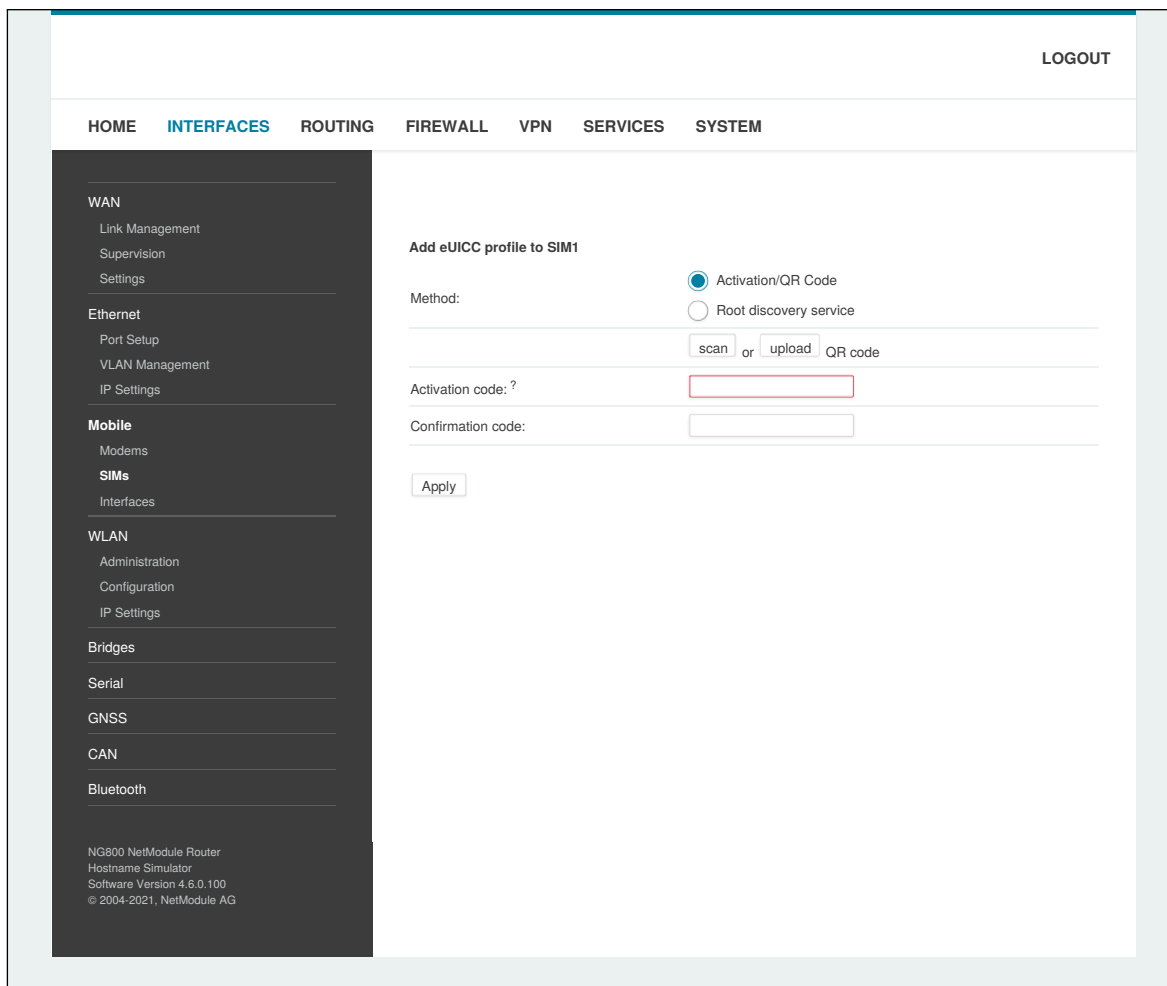 LOGOUT
HOME INTERFACES ROUTING FIREWALL VPN SERVICES SYSTEM
WAN
Link Management
Supervision
Settings
Ethernet
Port Setup
VLAN Management
IP Settings
Mobile
Modems
SIMs
Interfaces
WLAN
Administration
Configuration
IP Settings
Bridges
Serial
GNSS
CAN
Bluetooth
NG800 NetModule Router
Hostname Simulator
Software Version 4.6.0.100
© 2004-2021, NetModule AG
Add eUICC profile to SIM1
Method:
Activation/QR Code
Root discovery service
scan or upload QR code
Activation code: ?
Confirmation code:
Apply